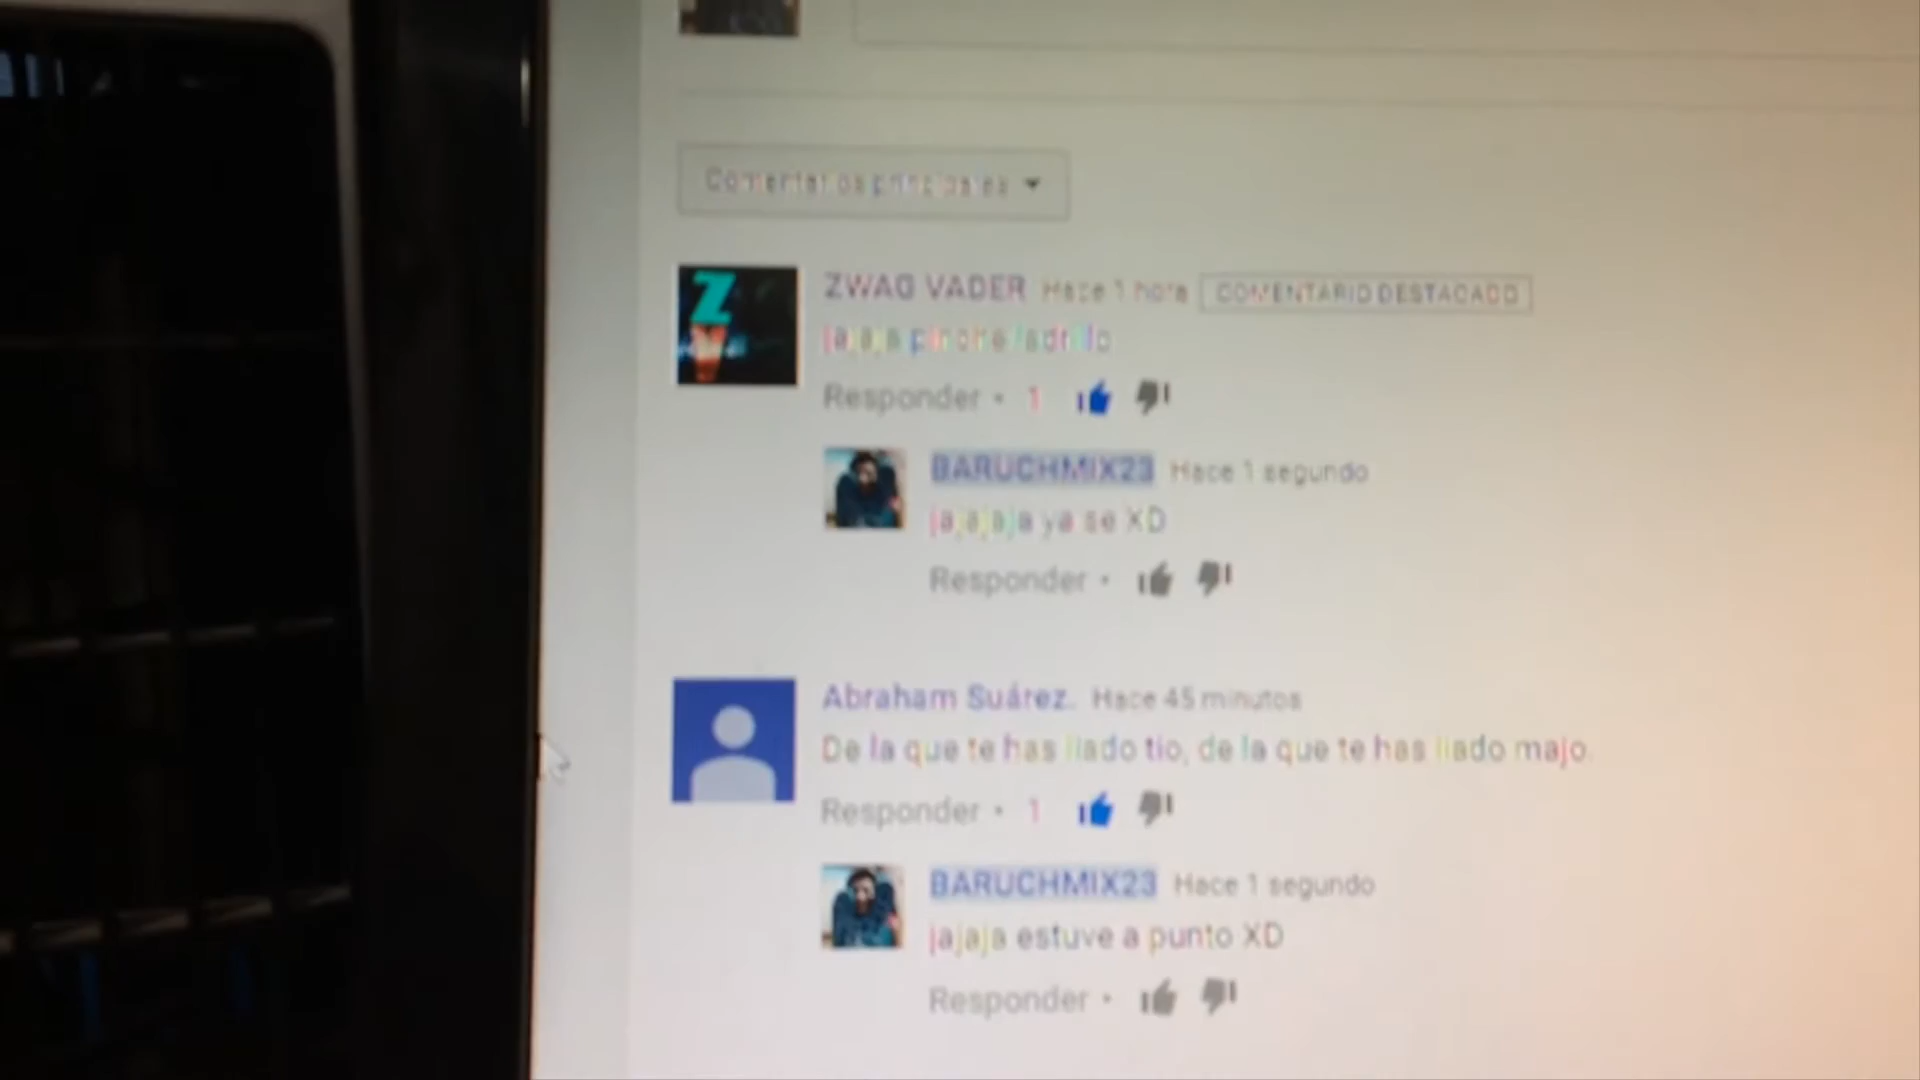 Comentarios principales
ZWAG VADER Hace 1 hora COMENTARIO DESTACADO
jajaja pinche ladrillo
Responder • 1
BARUCHMIX23 Hace 1 segundo
jajajaja ya se XD
Responder •
Abraham Suárez. Hace 45 minutos
De la que te has liado tio, de la que te has liado majo.
Responder • 1
BARUCHMIX23 Hace 1 segundo
jajaja estuve a punto XD
Responder •